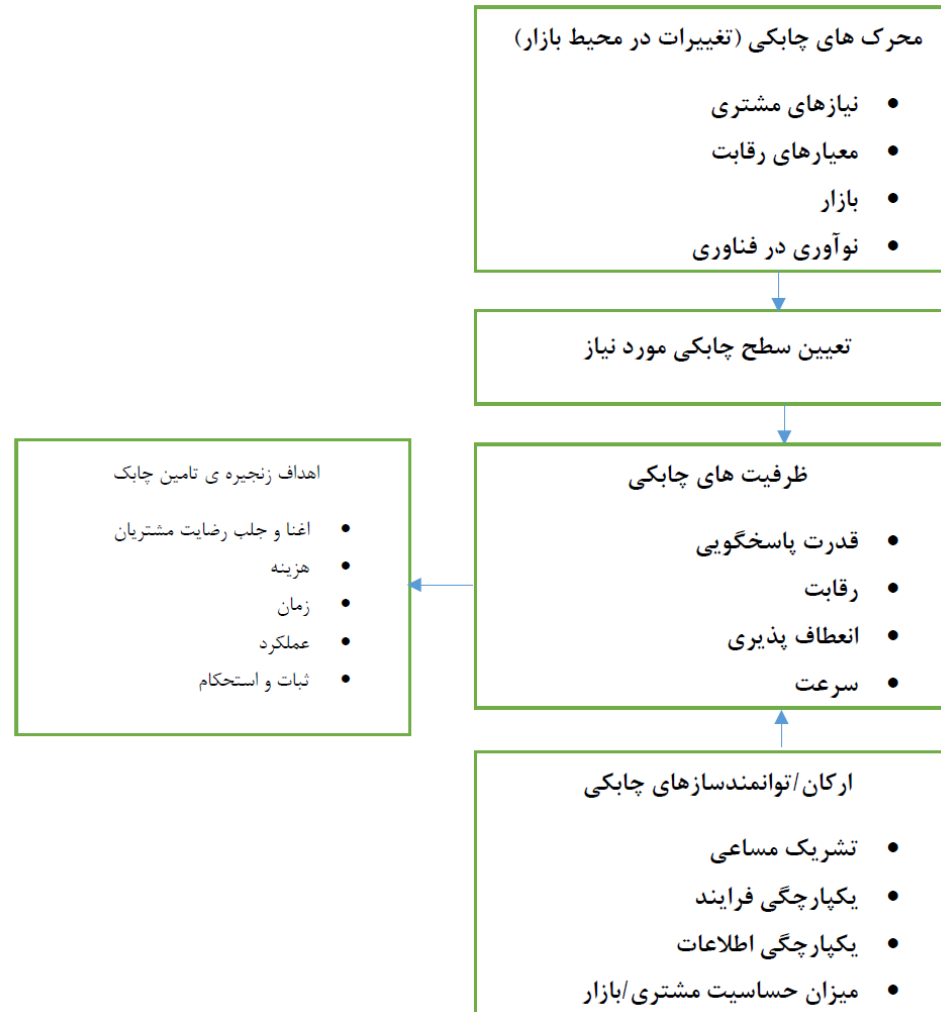 محرک های چابکی (تغییرات در محیط بازار)
• نیازهای مشتری
• معیارهای رقابت
• بازار
• نوآوری در فناوری
تعیین سطح چابکی مورد نیاز
ظرفیت های چابکی
• قدرت پاسخگویی
• رقابت
• انعطاف پذیری
• سرعت
اهداف زنجیره ی تامین چابک
• اغنا و جلب رضایت مشتریان
• هزینه
• زمان
• عملکرد
• ثبات و استحکام
ارکان/توانمندسازهای چابکی
• تشریک مساعی
• یکپارچگی فرایند
• یکپارچگی اطلاعات
• میزان حساسیت مشتری/بازار